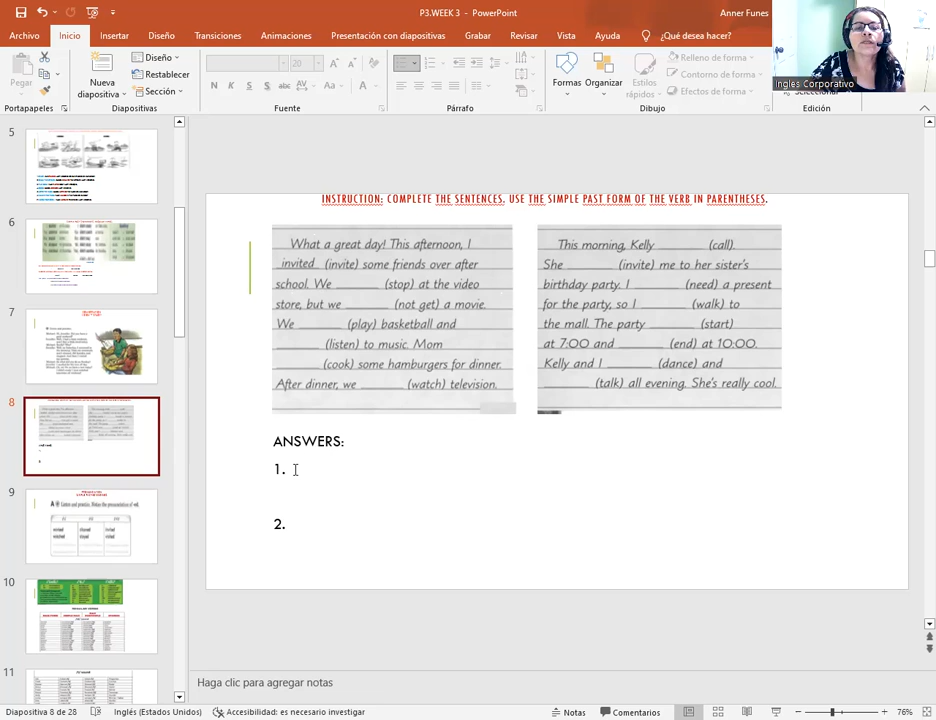 P3.WEEK 3 - PowerPoint
Anner Funes
Archivo Inicio Insertar Diseño Transiciones Animaciones Presentación con diapositivas Grabar Revisar Vista Ayuda ¿Qué desea hacer?
Pegar
Nueva diapositiva
Diseño
Restablecer
Sección
20
N K S S abc AV Aa A
Formas
Organizar
Estilos rápidos
Relleno de forma
Contorno de forma
Efectos de forma
Ingles Corporativo
Portapapeles Diapositivas Fuente Párrafo Dibujo Edición
5
6
7
8
9
10
11
INSTRUCTION: COMPLETE THE SENTENCES. USE THE SIMPLE PAST FORM OF THE VERB IN PARENTHESES.
What a great day! This afternoon, I
invited (invite) some friends over after
school. We ______ (stop) at the video
store, but we ______ (not get) a movie.
We ______ (play) basketball and
______ (listen) to music. Mom
______ (cook) some hamburgers for dinner.
After dinner, we ______ (watch) television.
This morning, Kelly ______ (call).
She ______ (invite) me to her sister's
birthday party. I ______ (need) a present
for the party, so I ______ (walk) to
the mall. The party ______ (start)
at 7:00 and ______ (end) at 10:00.
Kelly and I ______ (dance) and
______ (talk) all evening. She's really cool.
ANSWERS:
1.
2.
Haga clic para agregar notas
Diapositiva 8 de 28 Inglés (Estados Unidos) Accesibilidad: es necesario investigar Notas Comentarios 76%